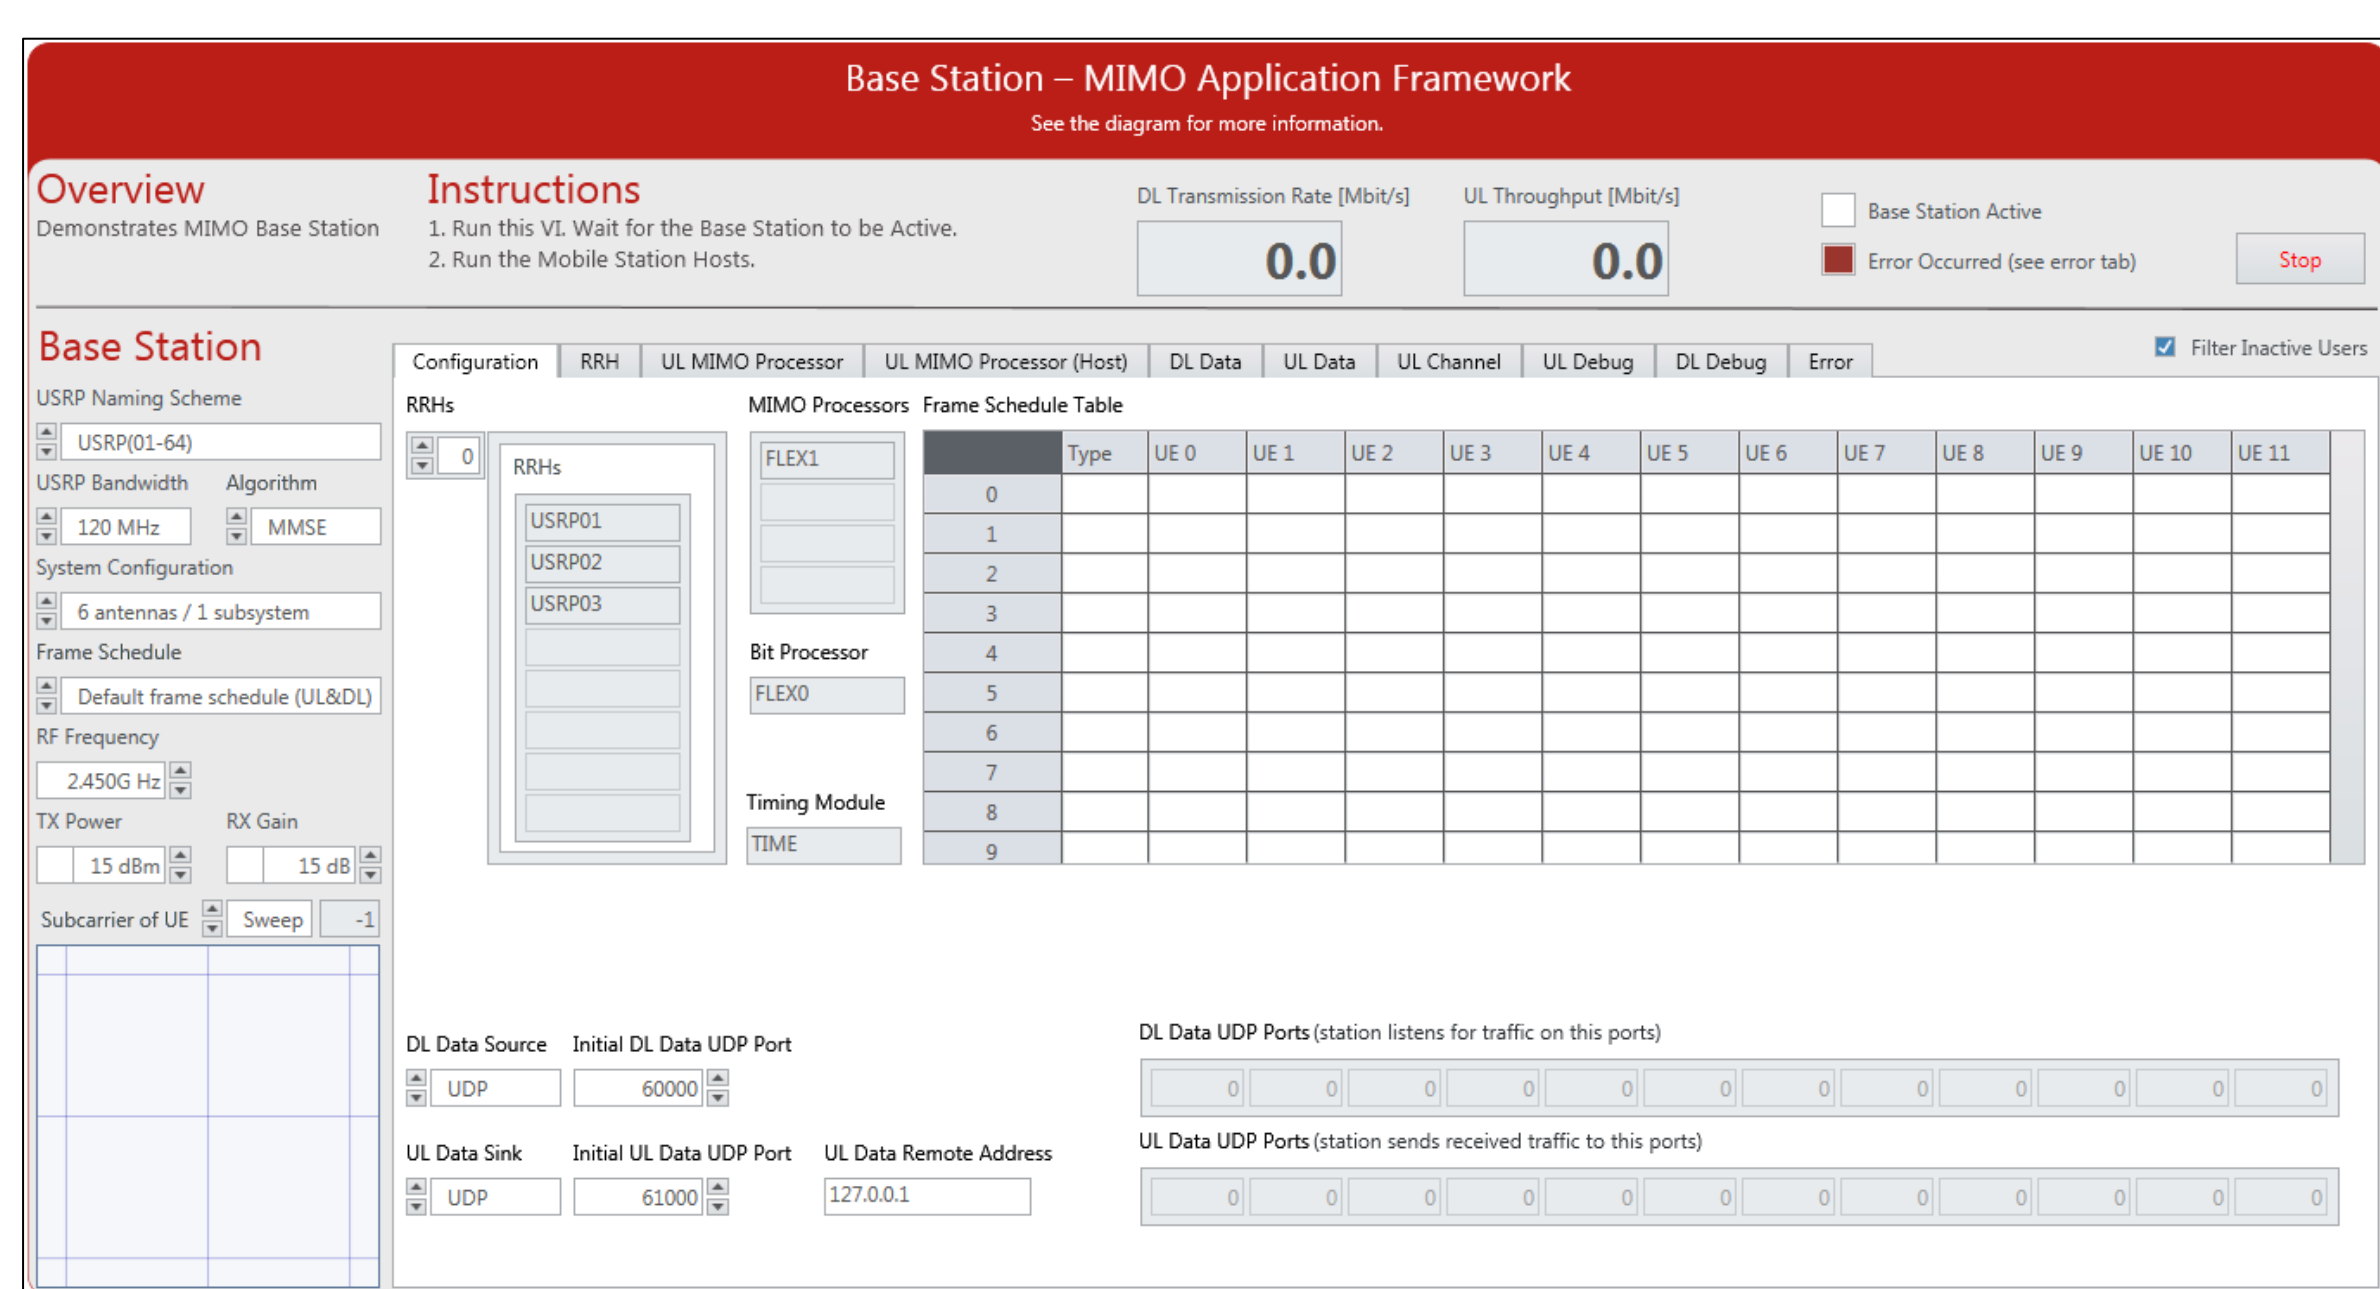 Base Station – MIMO Application Framework
See the diagram for more information.
Overview
Demonstrates MIMO Base Station
Instructions
1. Run this VI. Wait for the Base Station to be Active.
2. Run the Mobile Station Hosts.
DL Transmission Rate [Mbit/s]
0.0
UL Throughput [Mbit/s]
0.0
Base Station Active
Error Occurred (see error tab)
Stop
Base Station
USRP Naming Scheme
USRP(01-64)
USRP Bandwidth Algorithm
120 MHz MMSE
System Configuration
6 antennas / 1 subsystem
Frame Schedule
Default frame schedule (UL&DL)
RF Frequency
2.450G Hz
TX Power RX Gain
15 dBm 15 dB
Subcarrier of UE Sweep -1
Configuration RRH UL MIMO Processor UL MIMO Processor (Host) DL Data UL Data UL Channel UL Debug DL Debug Error
Filter Inactive Users
RRHs
0
RRHs
USRP01
USRP02
USRP03
MIMO Processors
FLEX1
Bit Processor
FLEX0
Timing Module
TIME
Frame Schedule Table
Type UE 0 UE 1 UE 2 UE 3 UE 4 UE 5 UE 6 UE 7 UE 8 UE 9 UE 10 UE 11
0
1
2
3
4
5
6
7
8
9
DL Data Source Initial DL Data UDP Port
UDP 60000
UL Data Sink Initial UL Data UDP Port UL Data Remote Address
UDP 61000 127.0.0.1
DL Data UDP Ports (station listens for traffic on this ports)
0 0 0 0 0 0 0 0 0 0 0 0
UL Data UDP Ports (station sends received traffic to this ports)
0 0 0 0 0 0 0 0 0 0 0 0